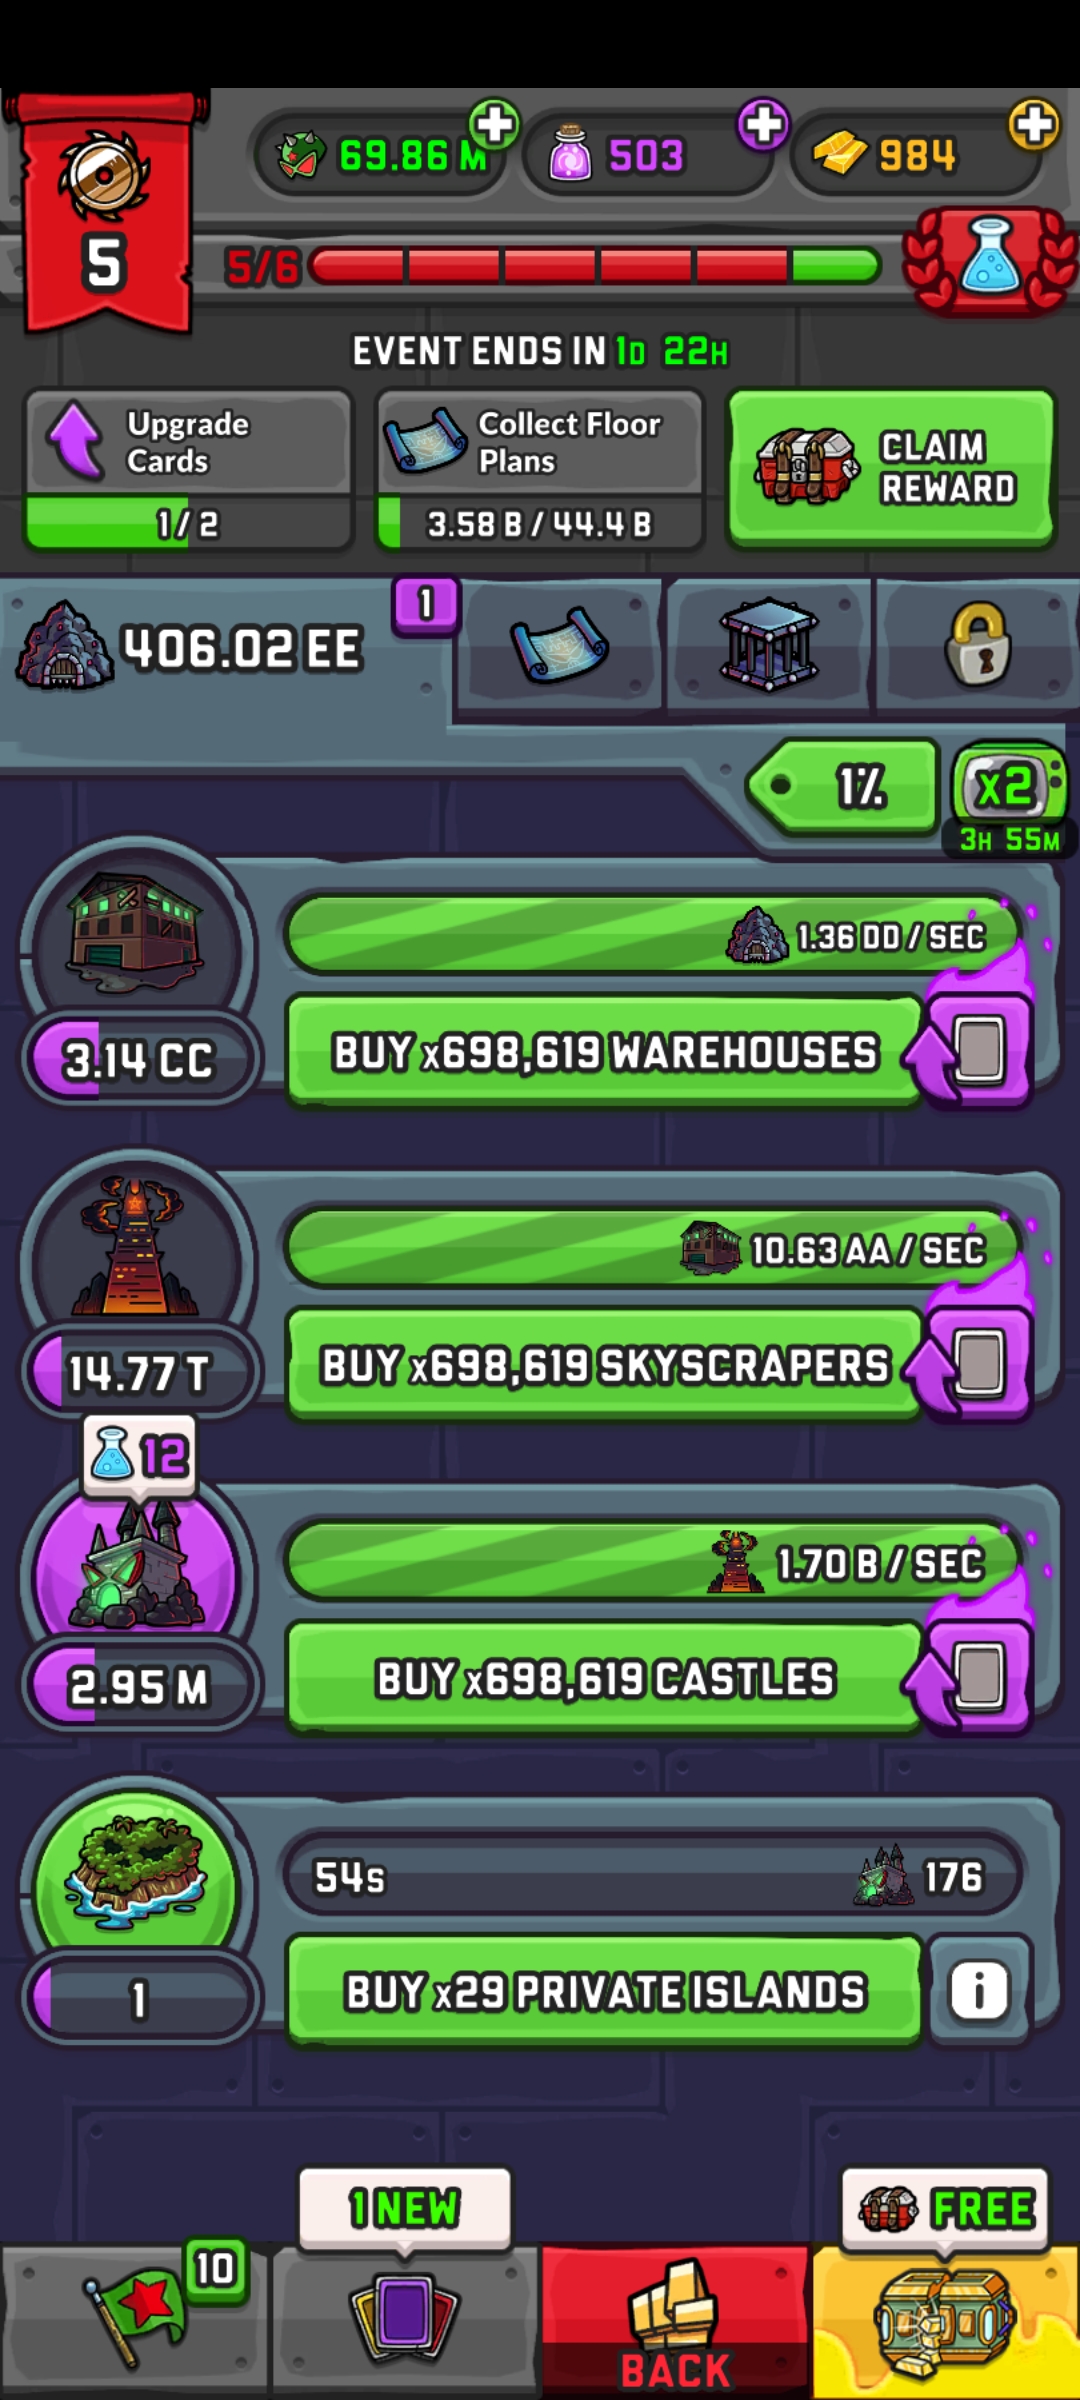 69.86 M
503
984
5
5/6
EVENT ENDS IN 1D 22H
Upgrade
Cards
1 / 2
Collect Floor
Plans
3.58 B / 44.4 B
CLAIM
REWARD
406.02 EE
1
1%
x2
3H 55M
1.36 DD / SEC
3.14 CC
BUY x698,619 WAREHOUSES
10.63 AA / SEC
14.77 T
BUY x698,619 SKYSCRAPERS
12
1.70 B / SEC
2.95 M
BUY x698,619 CASTLES
54s
176
1
BUY x29 PRIVATE ISLANDS
i
10
1 NEW
BACK
FREE